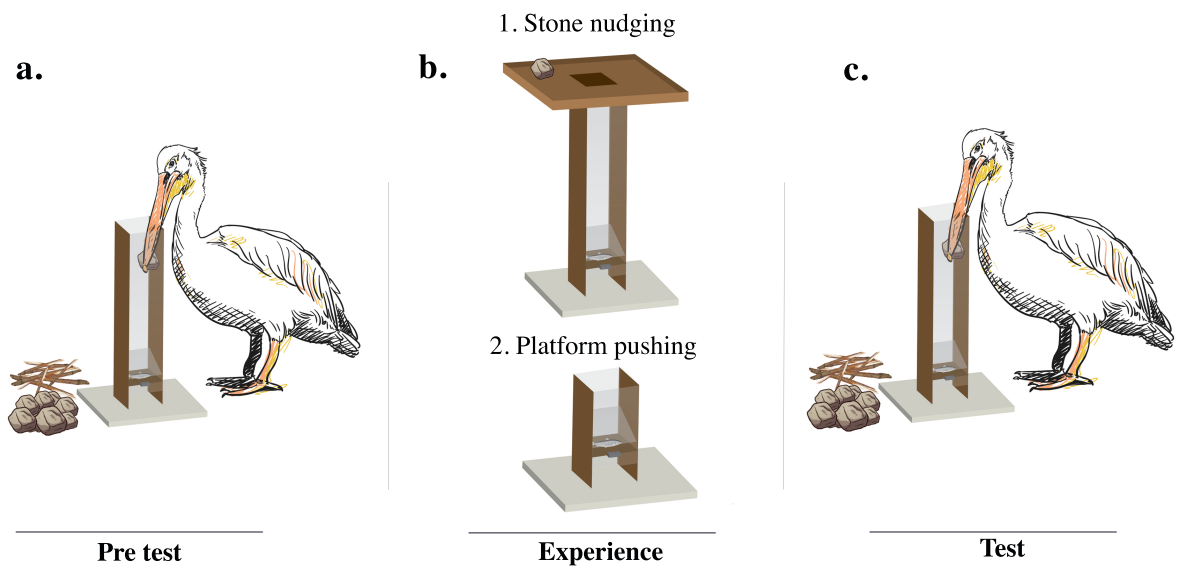 a.
Pre test
b.
1. Stone nudging
2. Platform pushing
Experience
c.
Test